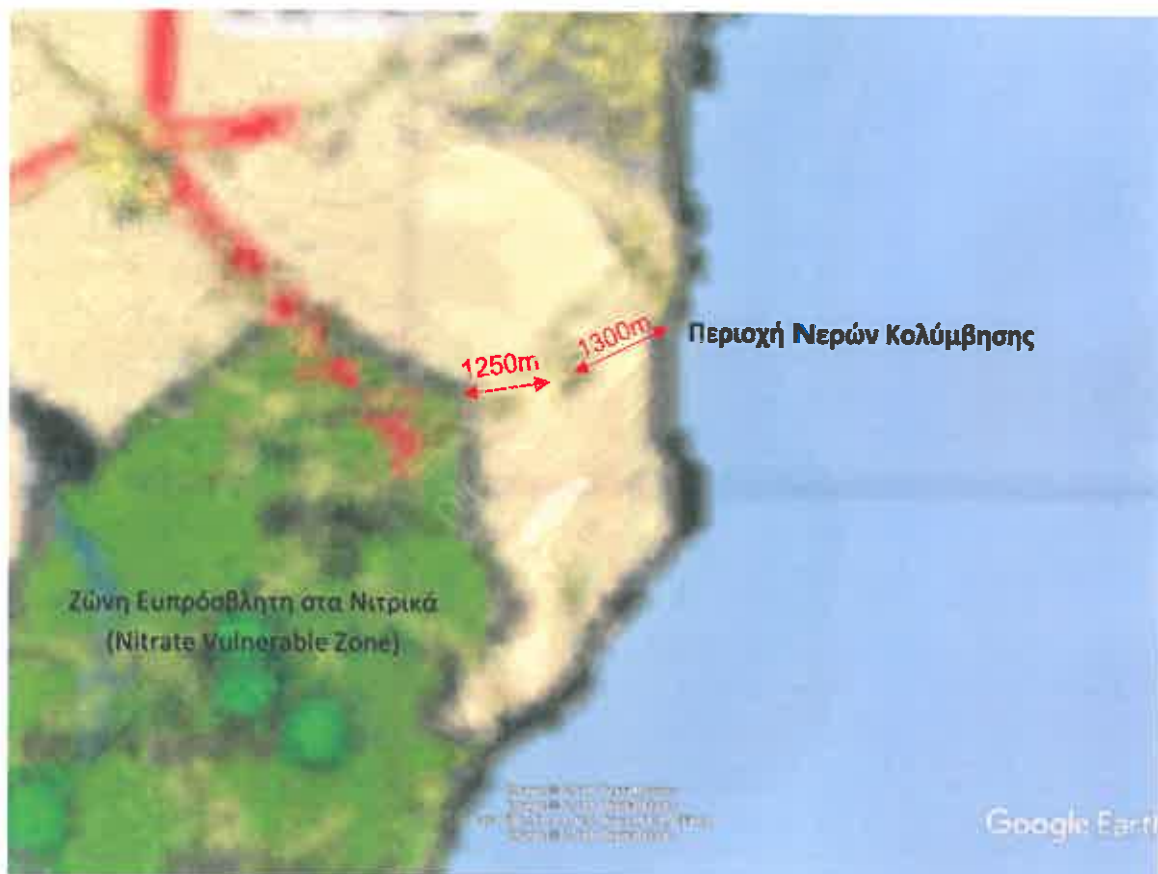 1250m
1300m
Περιοχή Νερών Κολύμβησης
Ζώνη Ευπρόσβλητη στα Νιτρικά
(Nitrate Vulnerable Zone)
Google Earth